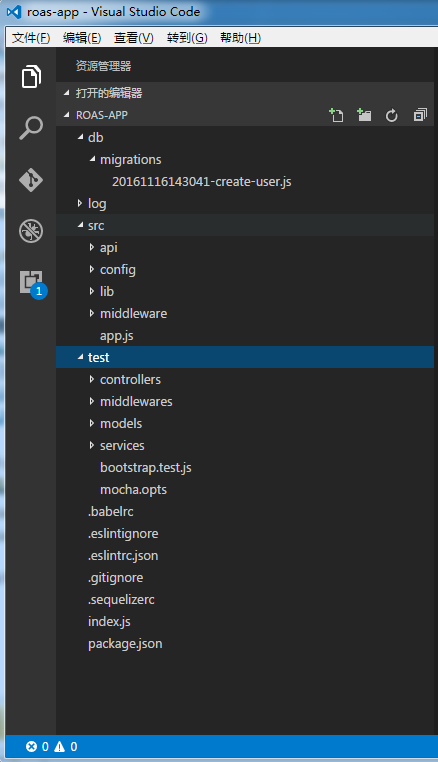 roas-app - Visual Studio Code
文件(F) 编辑(E) 查看(V) 转到(G) 帮助(H)
资源管理器
打开的编辑器
ROAS-APP
db
migrations
20161116143041-create-user.js
log
src
api
config
lib
1
middleware
app.js
test
controllers
middlewares
models
services
bootstrap.test.js
mocha.opts
.babelrc
.eslintignore
.eslintrc.json
.gitignore
.sequelizerc
index.js
package.json
0 0